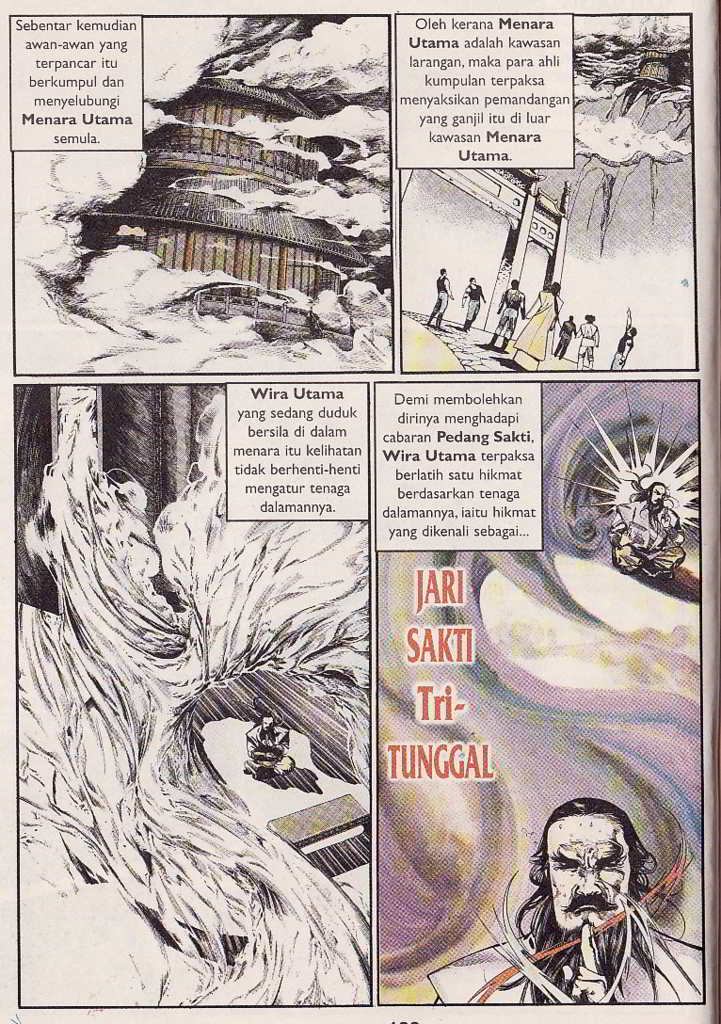 Sebentar kemudian
awan-awan yang
terpancar itu
berkumpul dan
menyelubungi
Menara Utama
semula.
Oleh kerana Menara
Utama adalah kawasan
larangan, maka para ahli
kumpulan terpaksa
menyaksikan pemandangan
yang ganjil itu di luar
kawasan Menara
Utama.
Wira Utama
yang sedang duduk
bersila di dalam
menara itu kelihatan
tidak berhenti-henti
mengatur tenaga
dalamannya.
Demi membolehkan
dirinya menghadapi
cabaran Pedang Sakti,
Wira Utama terpaksa
berlatih satu hikmat
berdasarkan tenaga
dalamannya, iaitu hikmat
yang dikenali sebagai...
JARI
SAKTI
Tri-
TUNGGAL